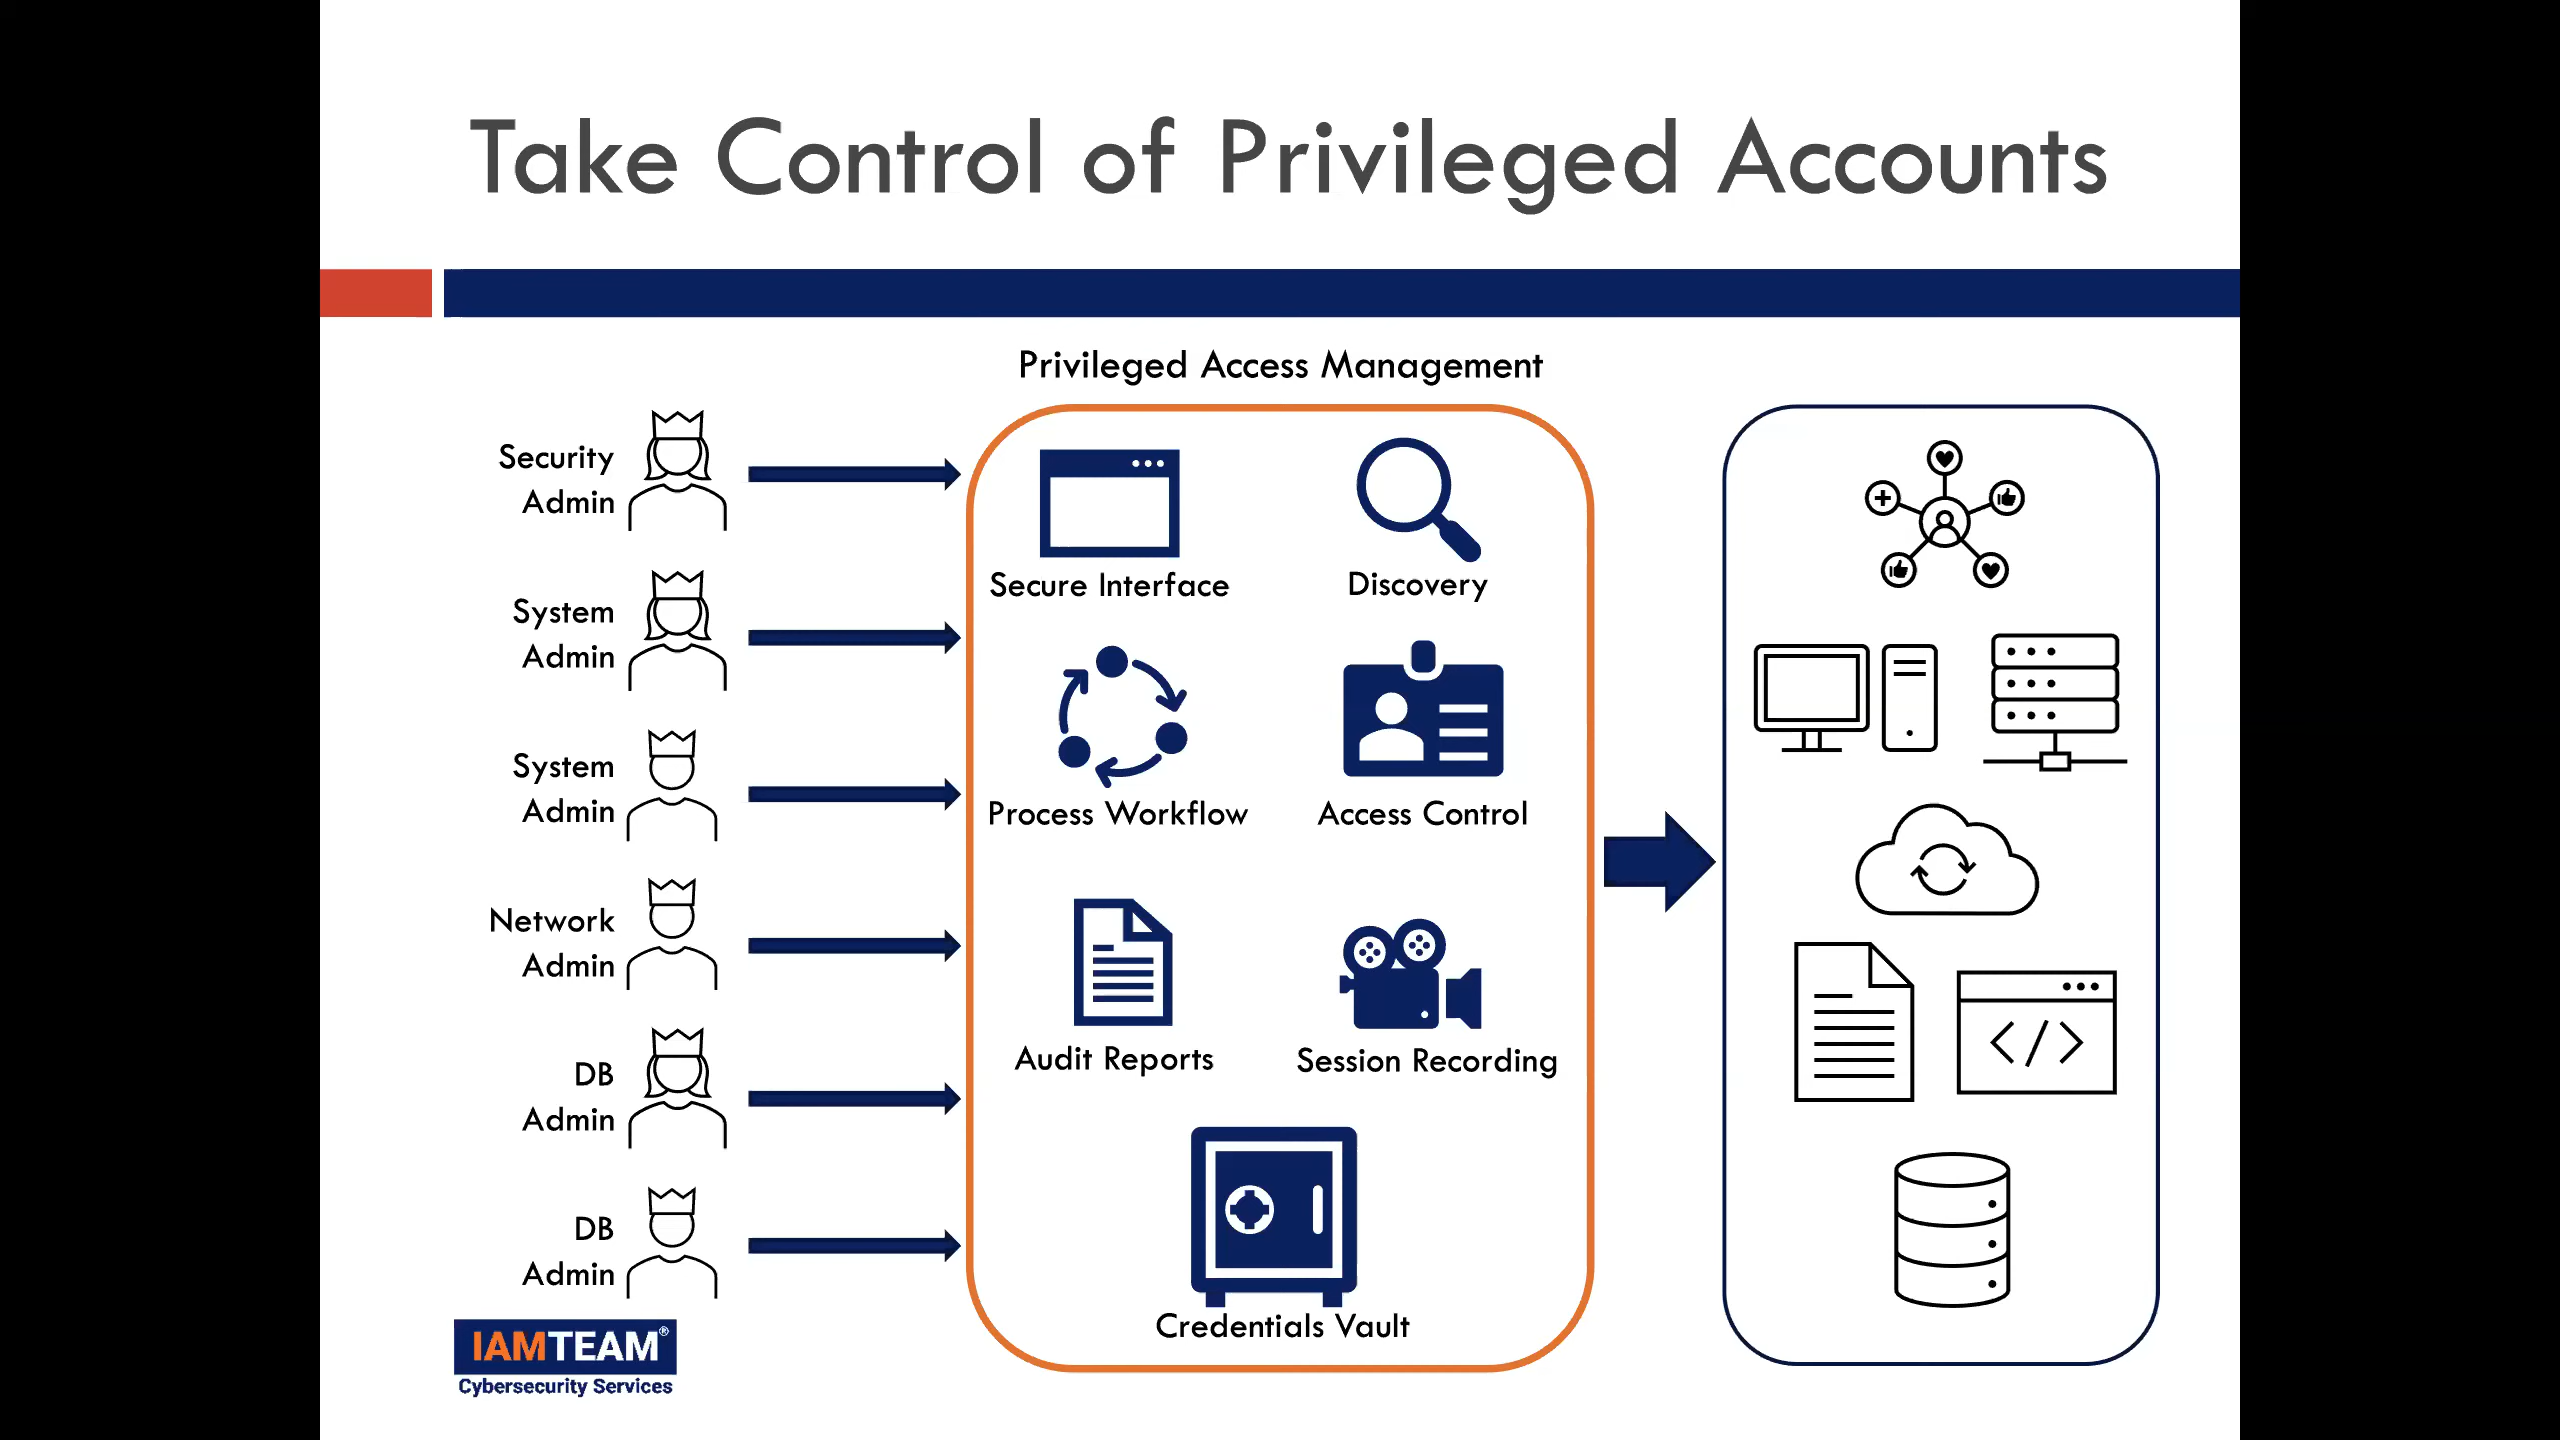 Take Control of Privileged Accounts
Privileged Access Management
Security
Admin
System
Admin
System
Admin
Network
Admin
DB
Admin
DB
Admin
Secure Interface
Discovery
Process Workflow
Access Control
Audit Reports
Session Recording
Credentials Vault
</>
IAMTEAM®
Cybersecurity Services